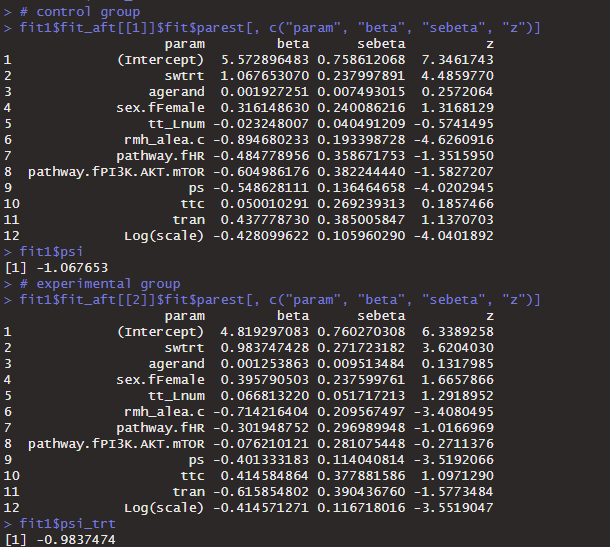 > # control group
> fit1$fit_aft[[1]]$fit$parest[, c("param", "beta", "sebeta", "z")]
param beta sebeta z
1 (Intercept) 5.572896483 0.758612068 7.3461743
2 swtrt 1.067653070 0.237997891 4.4859770
3 agerand 0.001927251 0.007493015 0.2572064
4 sex.fFemale 0.316148630 0.240086216 1.3168129
5 tt_Lnum -0.023248007 0.040491209 -0.5741495
6 rmh_alea.c -0.894680233 0.193398728 -4.6260916
7 pathway.fHR -0.484778956 0.358671753 -1.3515950
8 pathway.fPI3K.AKT.mTOR -0.604986176 0.382244440 -1.5827207
9 ps -0.548628111 0.136464658 -4.0202945
10 ttc 0.050010291 0.269239313 0.1857466
11 tran 0.437778730 0.385005847 1.1370703
12 Log(scale) -0.428099622 0.105960290 -4.0401892
> fit1$psi
[1] -1.067653
> # experimental group
> fit1$fit_aft[[2]]$fit$parest[, c("param", "beta", "sebeta", "z")]
param beta sebeta z
1 (Intercept) 4.819297083 0.760270308 6.3389258
2 swtrt 0.983747428 0.271723182 3.6204030
3 agerand 0.001253863 0.009513484 0.1317985
4 sex.fFemale 0.395790503 0.237599761 1.6657866
5 tt_Lnum 0.066813220 0.051717213 1.2918952
6 rmh_alea.c -0.714216404 0.209567497 -3.4080495
7 pathway.fHR -0.301948752 0.296989948 -1.0166969
8 pathway.fPI3K.AKT.mTOR -0.076210121 0.281075448 -0.2711376
9 ps -0.401333183 0.114040814 -3.5192066
10 ttc 0.414584864 0.377881586 1.0971290
11 tran -0.615854802 0.390436760 -1.5773484
12 Log(scale) -0.414571271 0.116718016 -3.5519047
> fit1$psi_trt
[1] -0.9837474